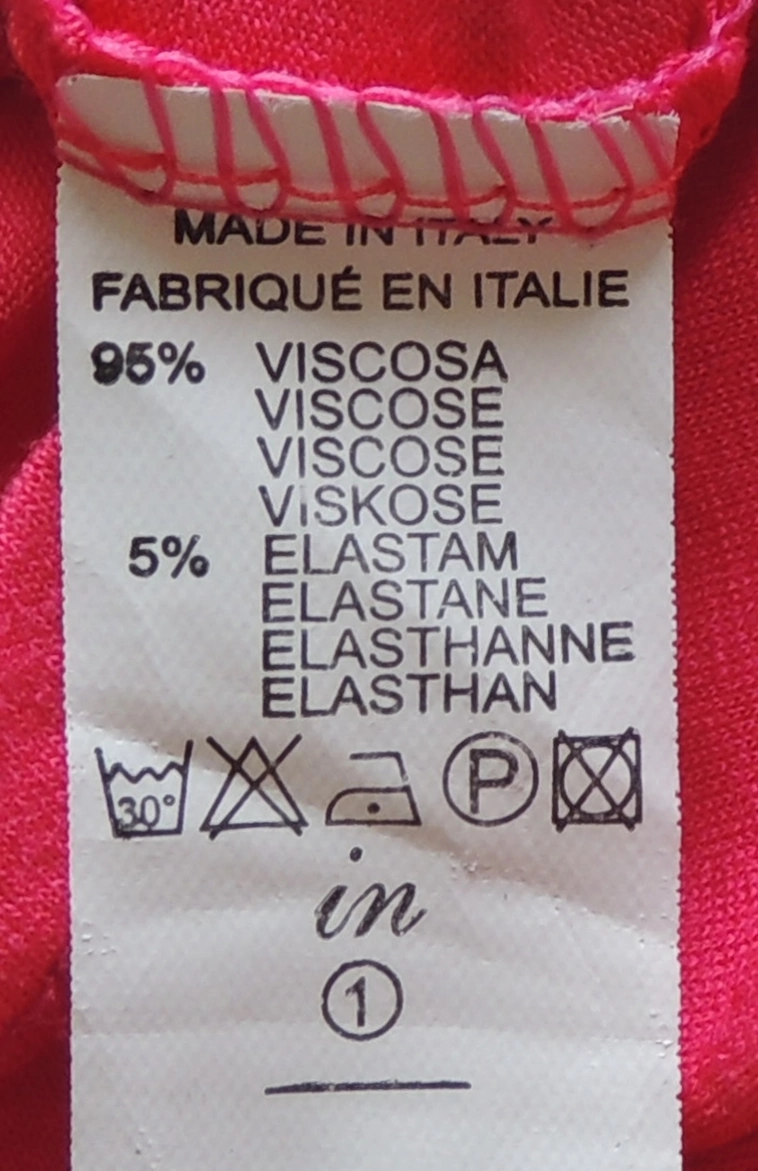 MADE IN ITALY
FABRIQUÉ EN ITALIE
95% VISCOSA
VISCOSE
VISCOSE
VISKOSE
5% ELASTAM
ELASTANE
ELASTHANNE
ELASTHAN
30° P
in
1